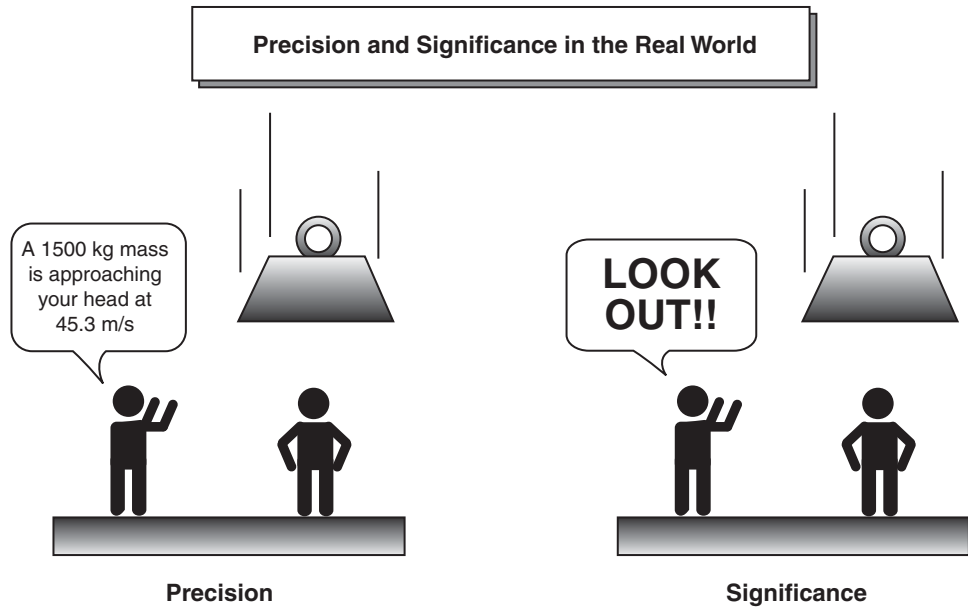 Precision and Significance in the Real World
A 1500 kg mass
is approaching
your head at
45.3 m/s
LOOK
OUT!!
Precision
Significance